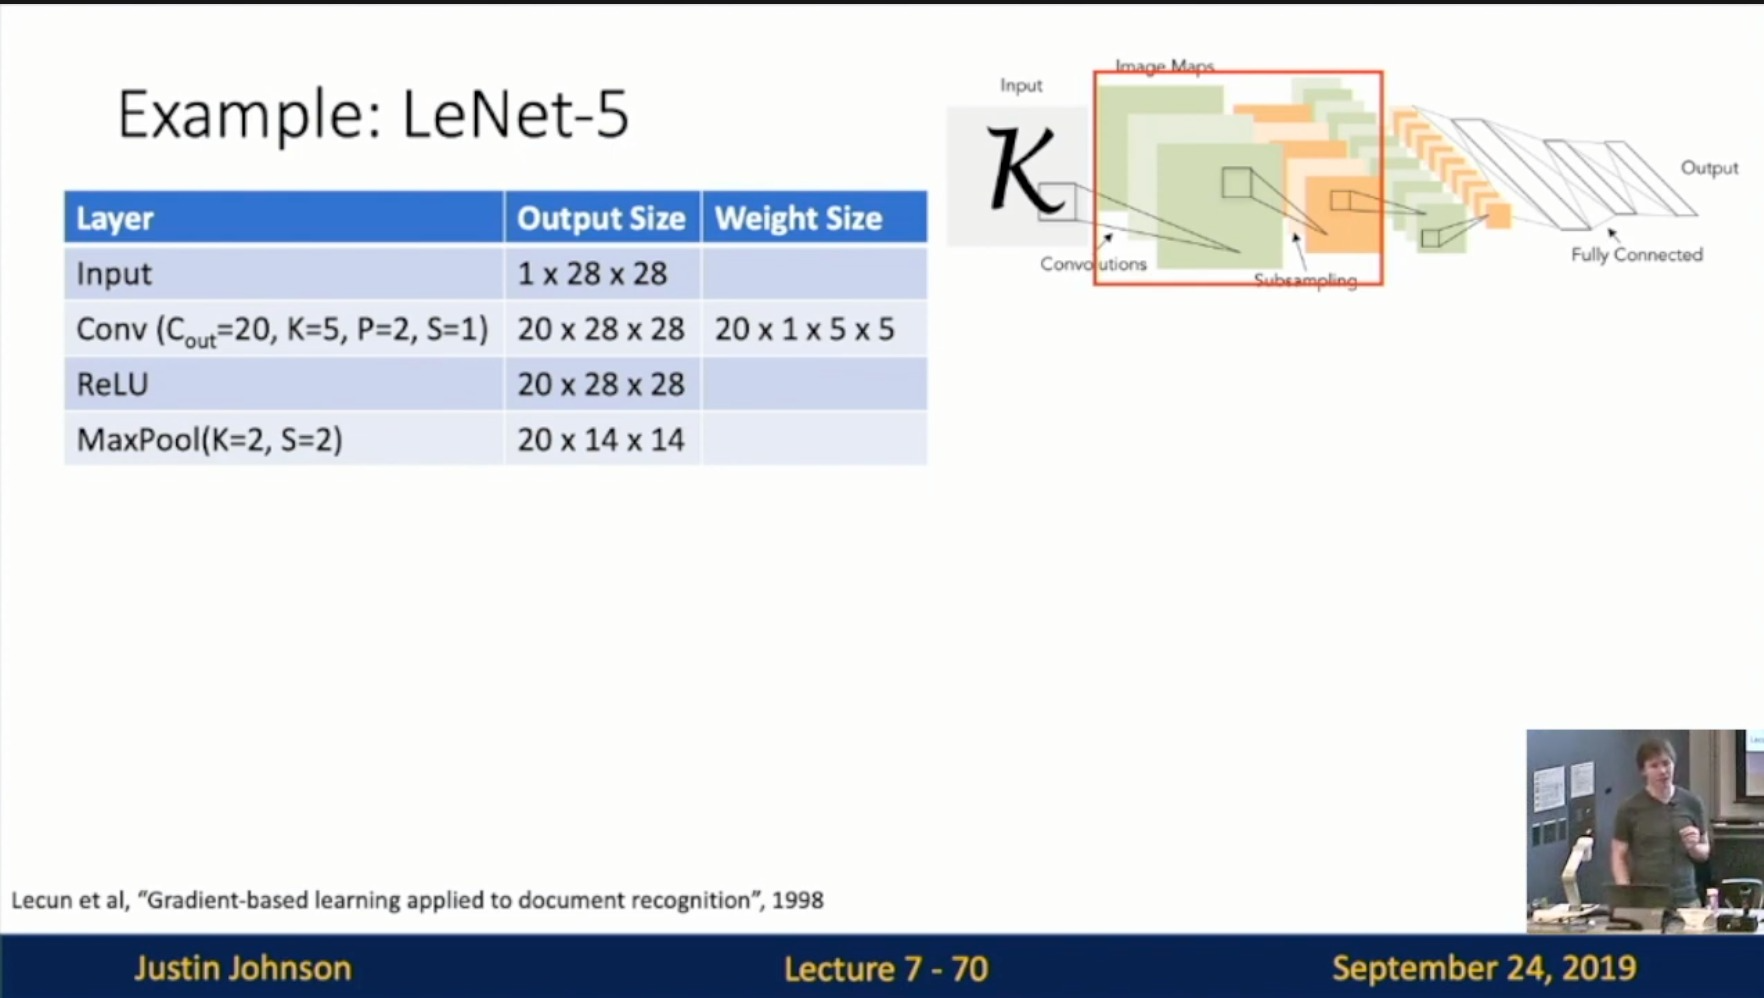 Example: LeNet-5
Image Maps
Input
K
Output
Convolutions
Subsampling
Fully Connected
Layer Output Size Weight Size
Input 1 x 28 x 28
Conv (Cout=20, K=5, P=2, S=1) 20 x 28 x 28 20 x 1 x 5 x 5
ReLU 20 x 28 x 28
MaxPool(K=2, S=2) 20 x 14 x 14
Lecun et al, “Gradient-based learning applied to document recognition”, 1998
Justin Johnson Lecture 7 - 70 September 24, 2019